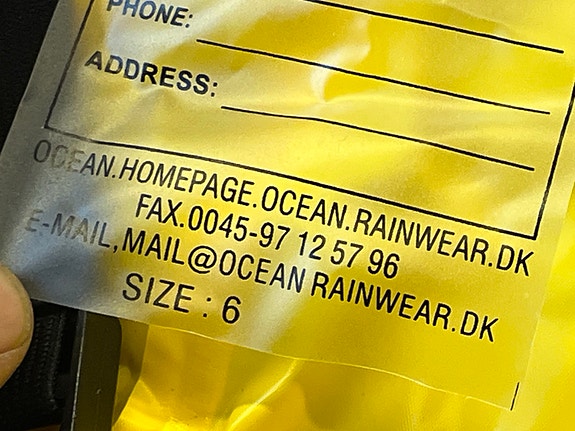 PHONE:
ADDRESS:
OCEAN.HOMEPAGE.OCEAN.RAINWEAR.DK
FAX.0045-97 12 57 96
E-MAIL,MAIL@OCEAN RAINWEAR.DK
SIZE : 6